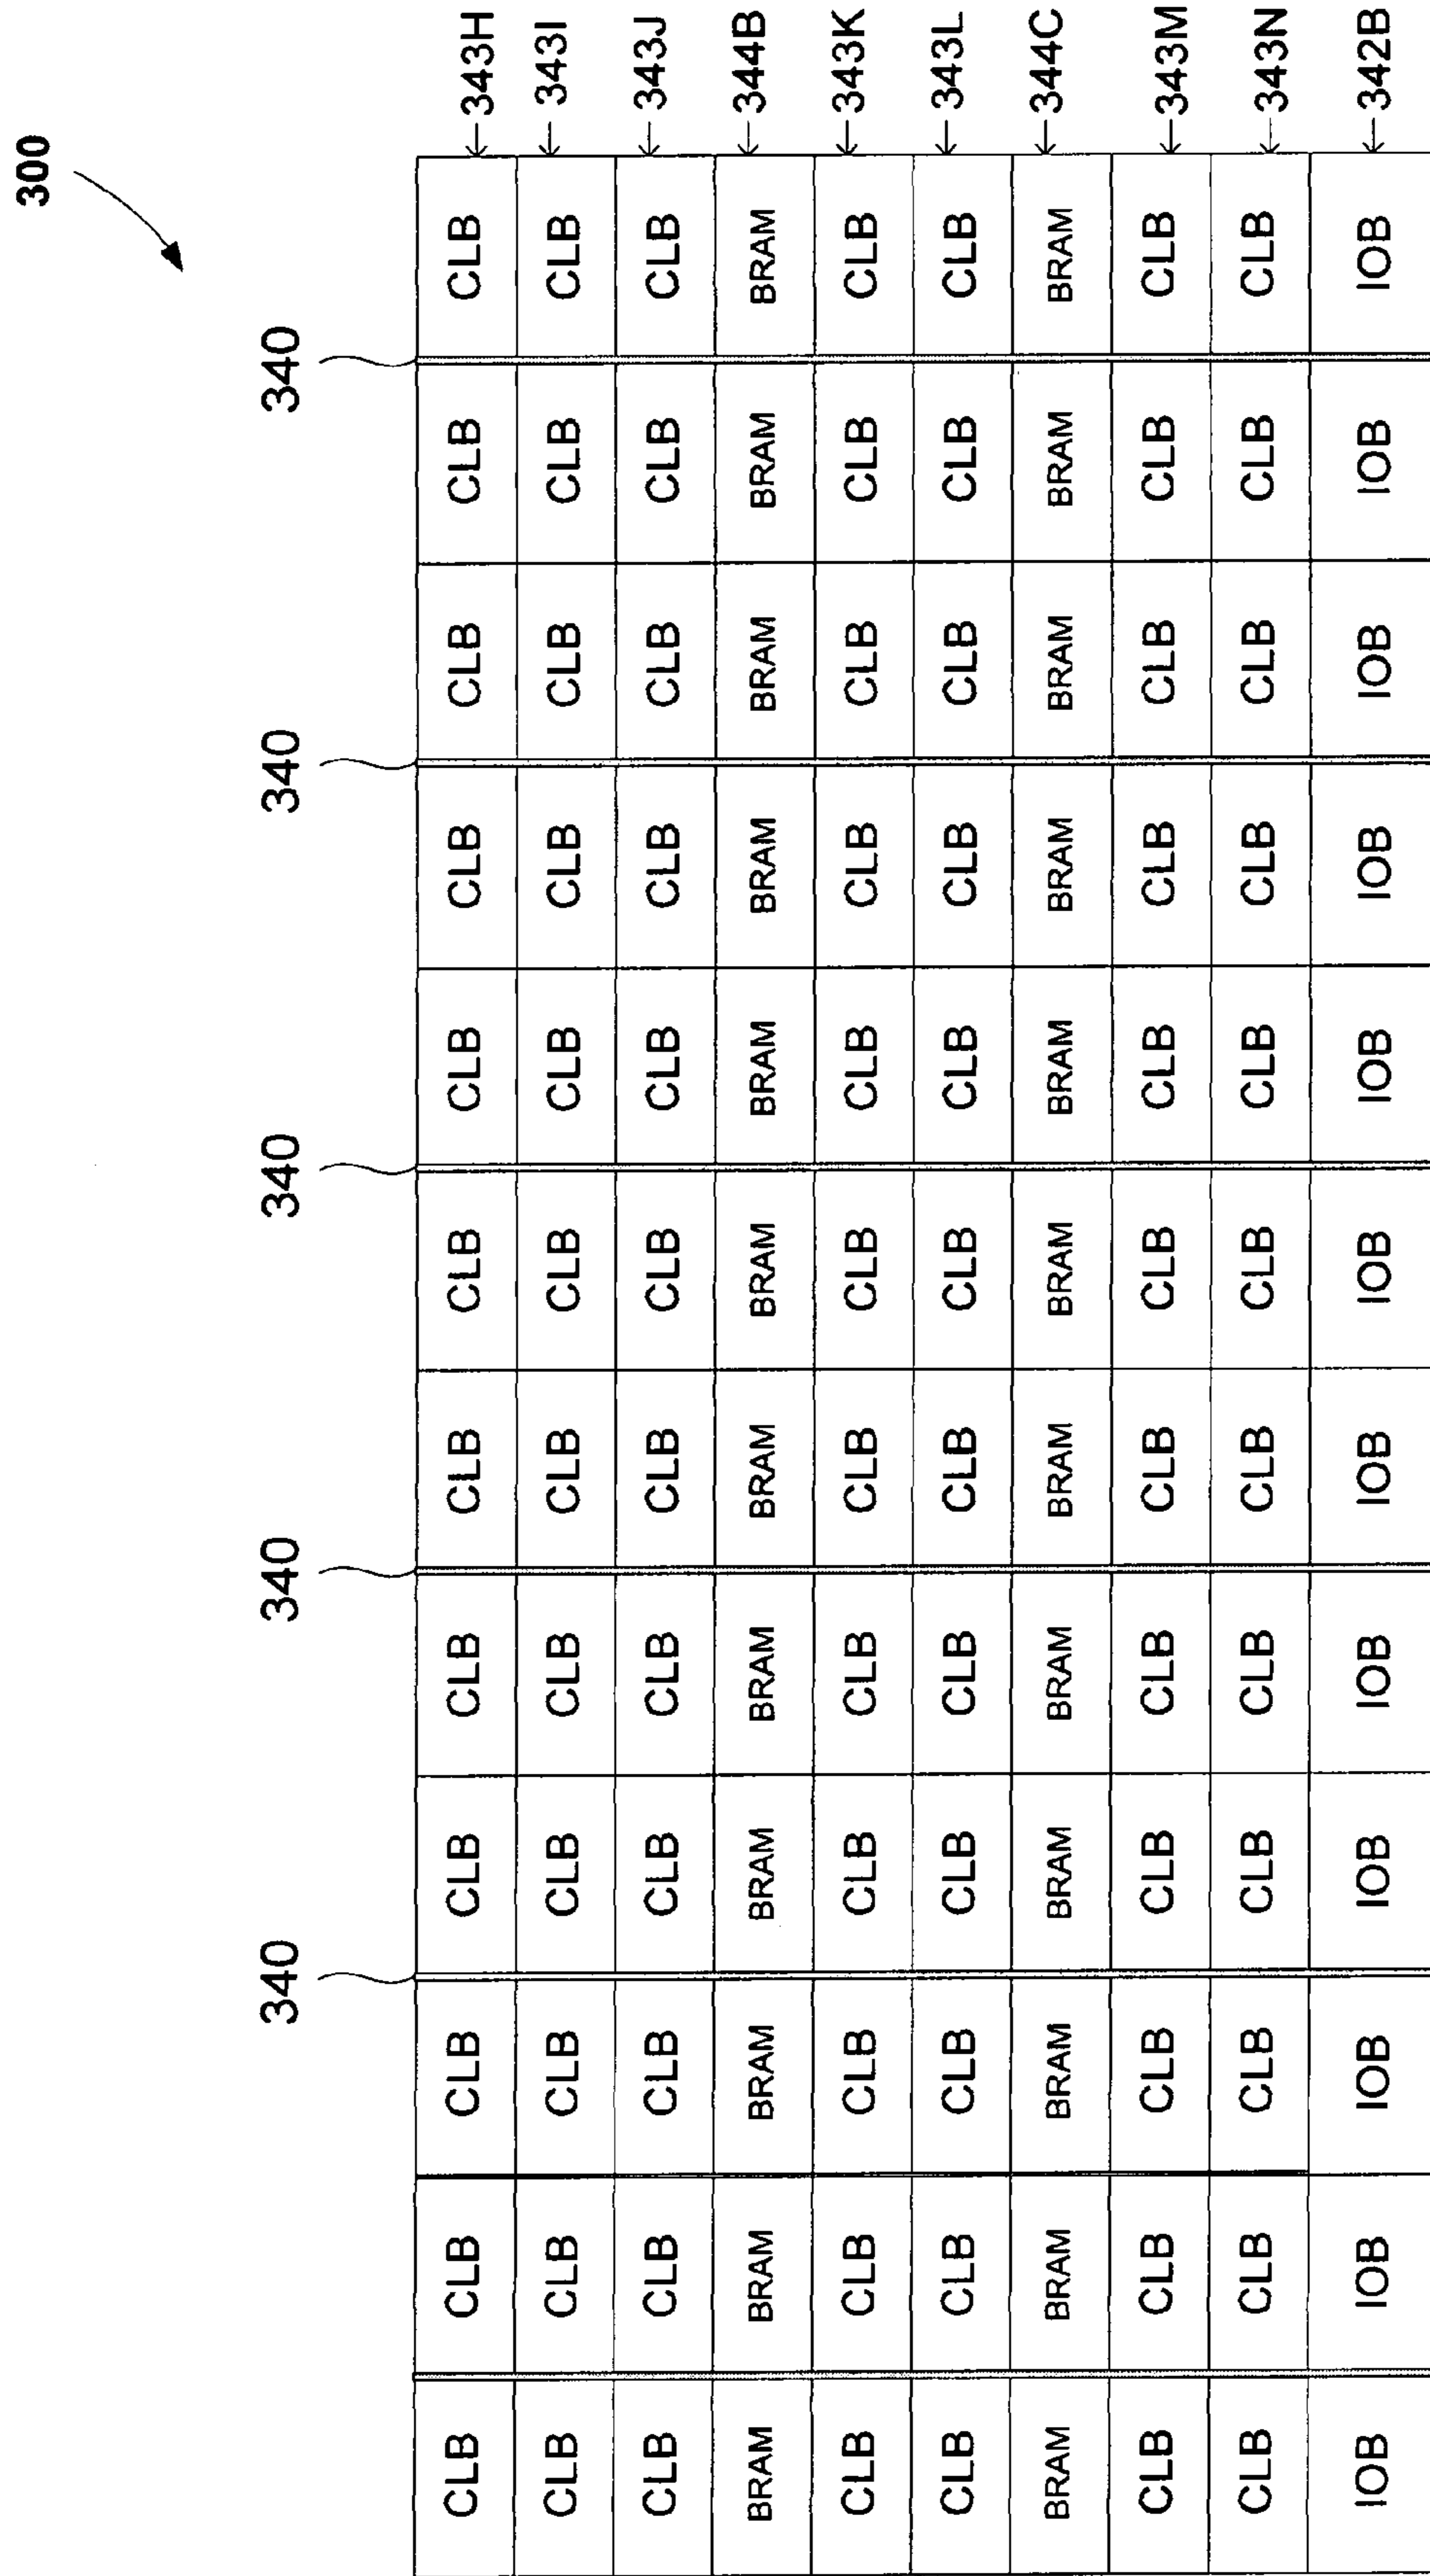 300
340 340 340 340 340
CLB CLB CLB CLB CLB CLB CLB CLB CLB CLB CLB CLB 343H
CLB CLB CLB CLB CLB CLB CLB CLB CLB CLB CLB CLB 343I
CLB CLB CLB CLB CLB CLB CLB CLB CLB CLB CLB CLB 343J
BRAM BRAM BRAM BRAM BRAM BRAM BRAM BRAM BRAM BRAM BRAM BRAM 344B
CLB CLB CLB CLB CLB CLB CLB CLB CLB CLB CLB CLB 343K
CLB CLB CLB CLB CLB CLB CLB CLB CLB CLB CLB CLB 343L
BRAM BRAM BRAM BRAM BRAM BRAM BRAM BRAM BRAM BRAM BRAM BRAM 344C
CLB CLB CLB CLB CLB CLB CLB CLB CLB CLB CLB CLB 343M
CLB CLB CLB CLB CLB CLB CLB CLB CLB CLB CLB CLB 343N
IOB IOB IOB IOB IOB IOB IOB IOB IOB IOB IOB IOB 342B